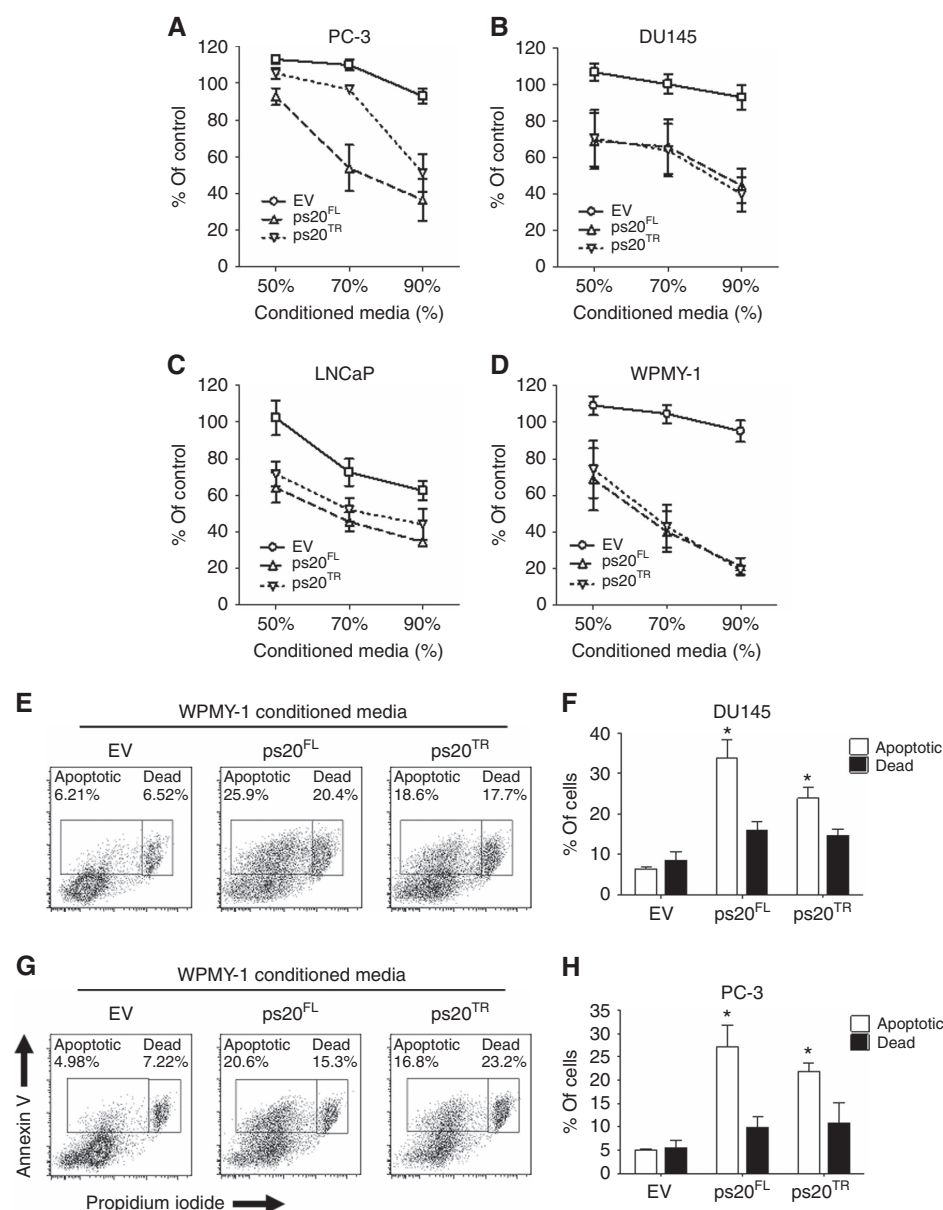 A
PC-3
120
100
80
60
40
20
0
% Of control
EV
ps20FL
ps20TR
50% 70% 90%
Conditioned media (%)
B
DU145
120
100
80
60
40
20
0
% Of control
EV
ps20FL
ps20TR
50% 70% 90%
Conditioned media (%)
C
LNCaP
120
100
80
60
40
20
0
% Of control
EV
ps20FL
ps20TR
50% 70% 90%
Conditioned media (%)
D
WPMY-1
120
100
80
60
40
20
0
% Of control
EV
ps20FL
ps20TR
50% 70% 90%
Conditioned media (%)
E
WPMY-1 conditioned media
EV ps20FL ps20TR
Apoptotic Dead Apoptotic Dead Apoptotic Dead
6.21% 6.52% 25.9% 20.4% 18.6% 17.7%
F
DU145
40
30
20
10
0
% Of cells
* *
Apoptotic
Dead
EV ps20FL ps20TR
G
WPMY-1 conditioned media
EV ps20FL ps20TR
Apoptotic Dead Apoptotic Dead Apoptotic Dead
4.98% 7.22% 20.6% 15.3% 16.8% 23.2%
Annexin V
Propidium iodide
H
PC-3
35
30
25
20
15
10
5
0
% Of cells
* *
Apoptotic
Dead
EV ps20FL ps20TR